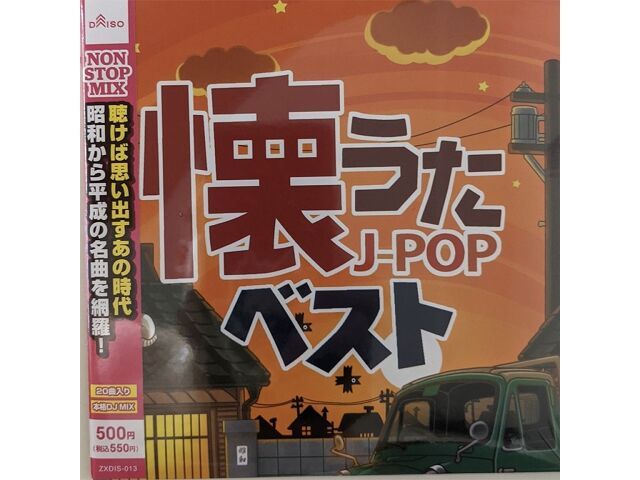 DAISO
NON
STOP
MIX
聴けば思い出すあの時代
昭和から平成の名曲を網羅！
20曲入り
本格DJ MIX
500円
(税込550円)
ZXDIS-013
懐うた
J-POP
ベスト
昭和